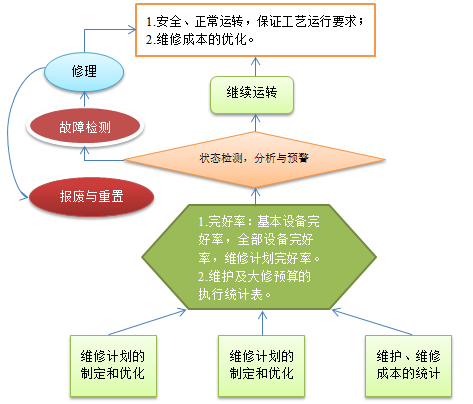 1.安全、正常运转，保证工艺运行要求；
2.维修成本的优化。
修理
继续运转
故障检测
状态检测，分析与预警
报废与重置
1.完好率：基本设备完
好率，全部设备完好
率，维修计划完好率。
2.维护及大修预算的
执行统计表。
维修计划的
制定和优化
维修计划的
制定和优化
维护、维修
成本的统计